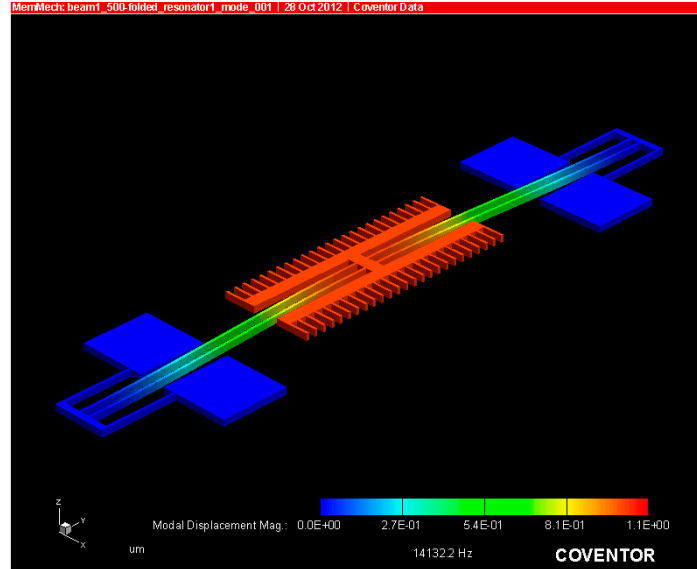 MemMech: beam1_500-folded_resonator1_mode_001 | 28 Oct 2012 | Coventor Data
Z
Y
X
um
Modal Displacement Mag.: 0.0E+00 2.7E-01 5.4E-01 8.1E-01 1.1E+00
14132.2 Hz
COVENTOR